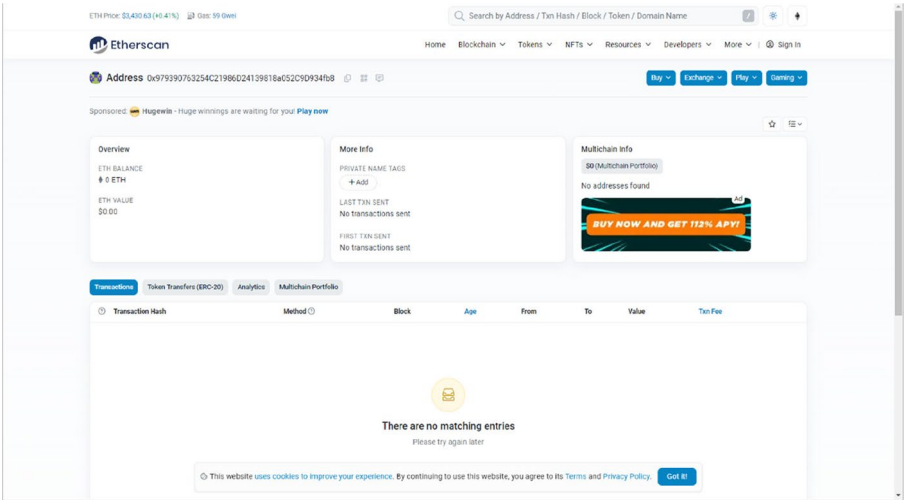 ETH Price: $3,430.63 (+0.41%) Gas: 59 Gwei
Search by Address / Txn Hash / Block / Token / Domain Name /
Etherscan
Home Blockchain Tokens NFTs Resources Developers More | Sign In
Address 0x979390763254C21986D24139818a052C9D934fb8
Buy Exchange Play Gaming
Sponsored: Hugewin - Huge winnings are waiting for you! Play now
Overview
ETH BALANCE
0 ETH
ETH VALUE
$0.00
More Info
PRIVATE NAME TAGS
+ Add
LAST TXN SENT
No transactions sent
FIRST TXN SENT
No transactions sent
Multichain Info
$0 (Multichain Portfolio)
No addresses found
Ad
BUY NOW AND GET 112% APY!
Transactions Token Transfers (ERC-20) Analytics Multichain Portfolio
Transaction Hash Method Block Age From To Value Txn Fee
There are no matching entries
Please try again later
This website uses cookies to improve your experience. By continuing to use this website, you agree to its Terms and Privacy Policy. Got it!